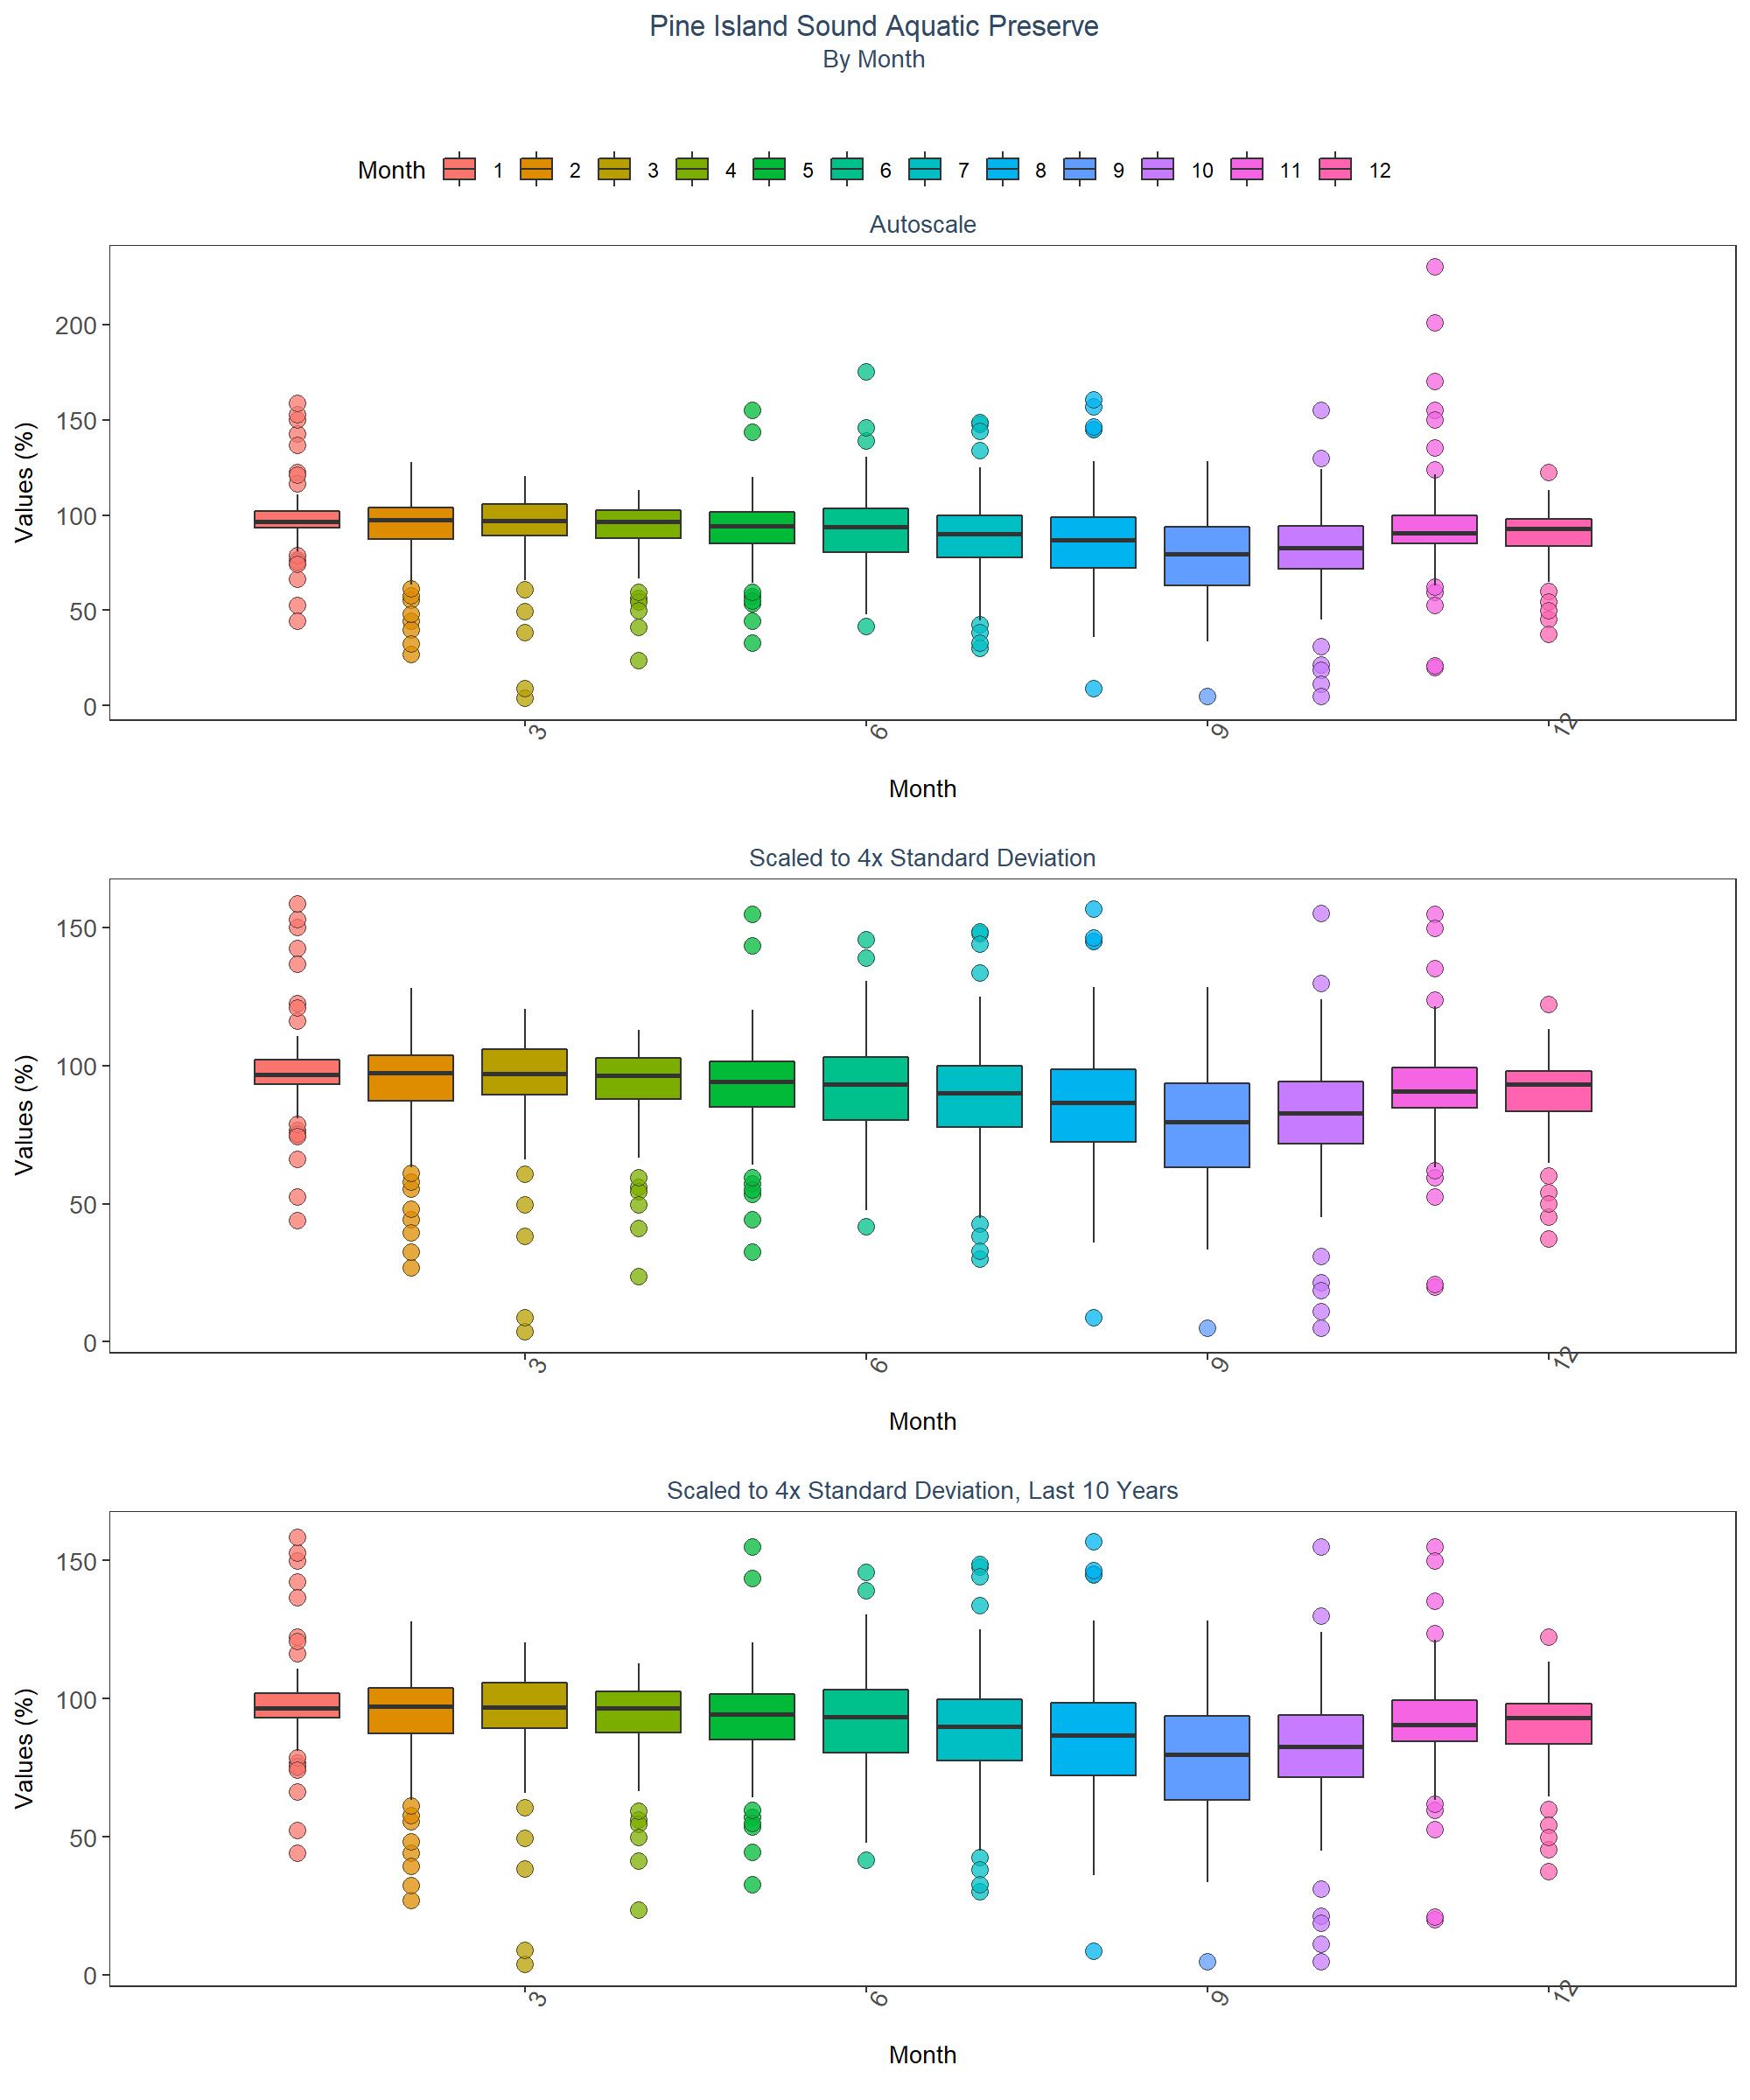 Pine Island Sound Aquatic Preserve
By Month
Month 1 2 3 4 5 6 7 8 9 10 11 12
Autoscale
Values (%)
200
150
100
50
0
3 6 9 12
Month
Scaled to 4x Standard Deviation
Values (%)
150
100
50
0
3 6 9 12
Month
Scaled to 4x Standard Deviation, Last 10 Years
Values (%)
150
100
50
0
3 6 9 12
Month